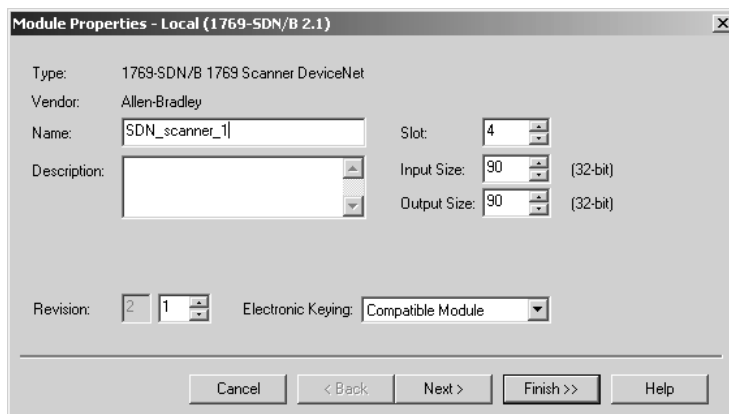 Module Properties - Local (1769-SDN/B 2.1)
Type: 1769-SDN/B 1769 Scanner DeviceNet
Vendor: Allen-Bradley
Name: SDN_scanner_1 Slot: 4
Description: Input Size: 90 (32-bit)
Output Size: 90 (32-bit)
Revision: 2 1 Electronic Keying: Compatible Module
Cancel < Back Next > Finish >> Help